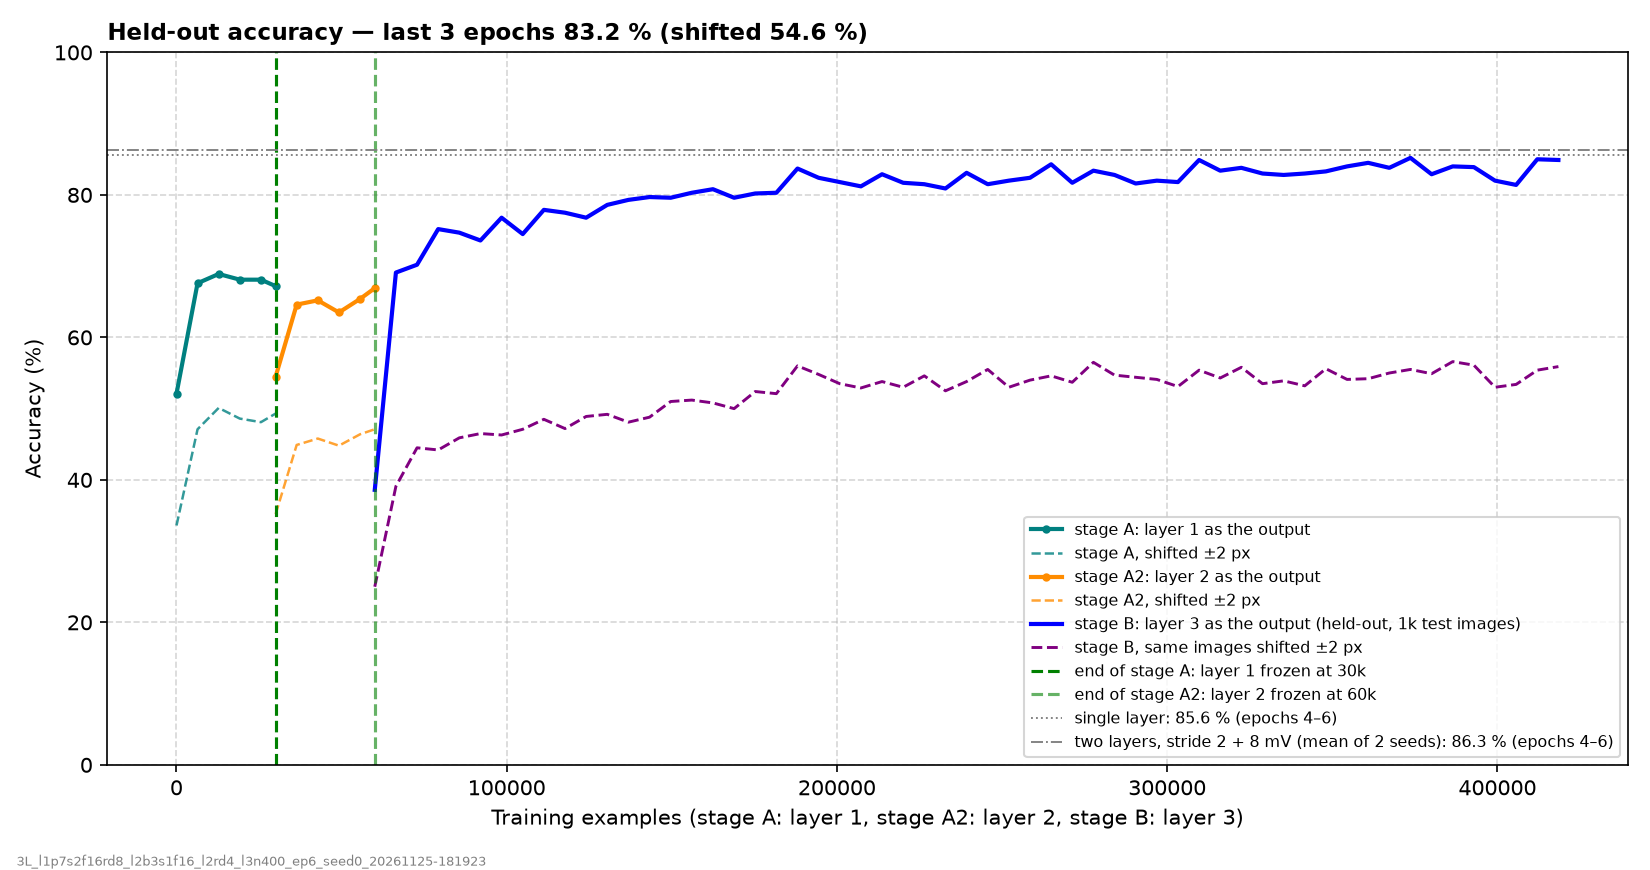 Held-out accuracy — last 3 epochs 83.2 % (shifted 54.6 %)
100
80
60
40
20
0
Accuracy (%)
stage A: layer 1 as the output
stage A, shifted ±2 px
stage A2: layer 2 as the output
stage A2, shifted ±2 px
stage B: layer 3 as the output (held-out, 1k test images)
stage B, same images shifted ±2 px
end of stage A: layer 1 frozen at 30k
end of stage A2: layer 2 frozen at 60k
single layer: 85.6 % (epochs 4–6)
two layers, stride 2 + 8 mV (mean of 2 seeds): 86.3 % (epochs 4–6)
0 100000 200000 300000 400000
Training examples (stage A: layer 1, stage A2: layer 2, stage B: layer 3)
3L_l1p7s2f16rd8_l2b3s1f16_l2rd4_l3n400_ep6_seed0_20261125-181923